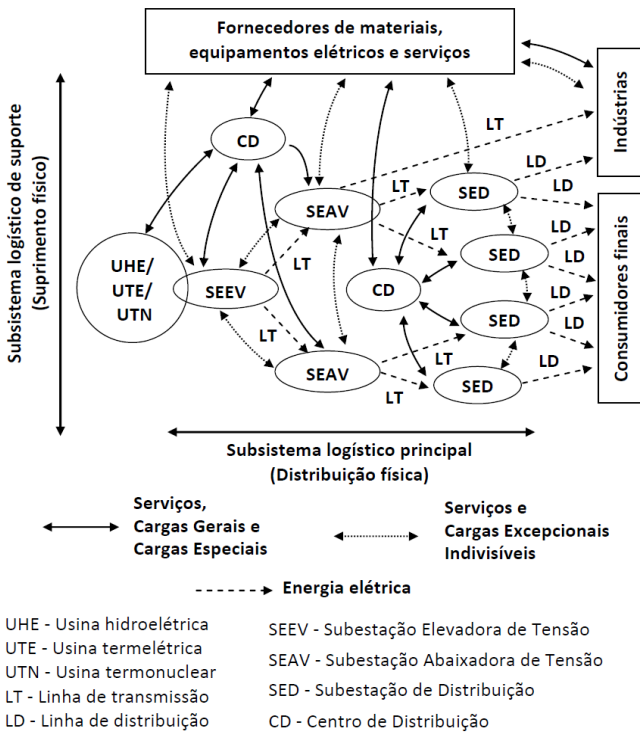 Fornecedores de materiais,
equipamentos elétricos e serviços
Indústrias
Consumidores finais
Subsistema logístico de suporte
(Suprimento físico)
CD
LT
LD
SEAV
LT
SED
LD
UHE/
UTE/
UTN
SEEV
LT
LT
CD
SED
LD
LD
LT
SED
LD
SEAV
LT
LT
SED
LD
Subsistema logístico principal
(Distribuição física)
Serviços,
Cargas Gerais e
Cargas Especiais
Serviços e
Cargas Excepcionais
Indivisíveis
Energia elétrica
UHE - Usina hidroelétrica
UTE - Usina termelétrica
UTN - Usina termonuclear
LT - Linha de transmissão
LD - Linha de distribuição
SEEV - Subestação Elevadora de Tensão
SEAV - Subestação Abaixadora de Tensão
SED - Subestação de Distribuição
CD - Centro de Distribuição